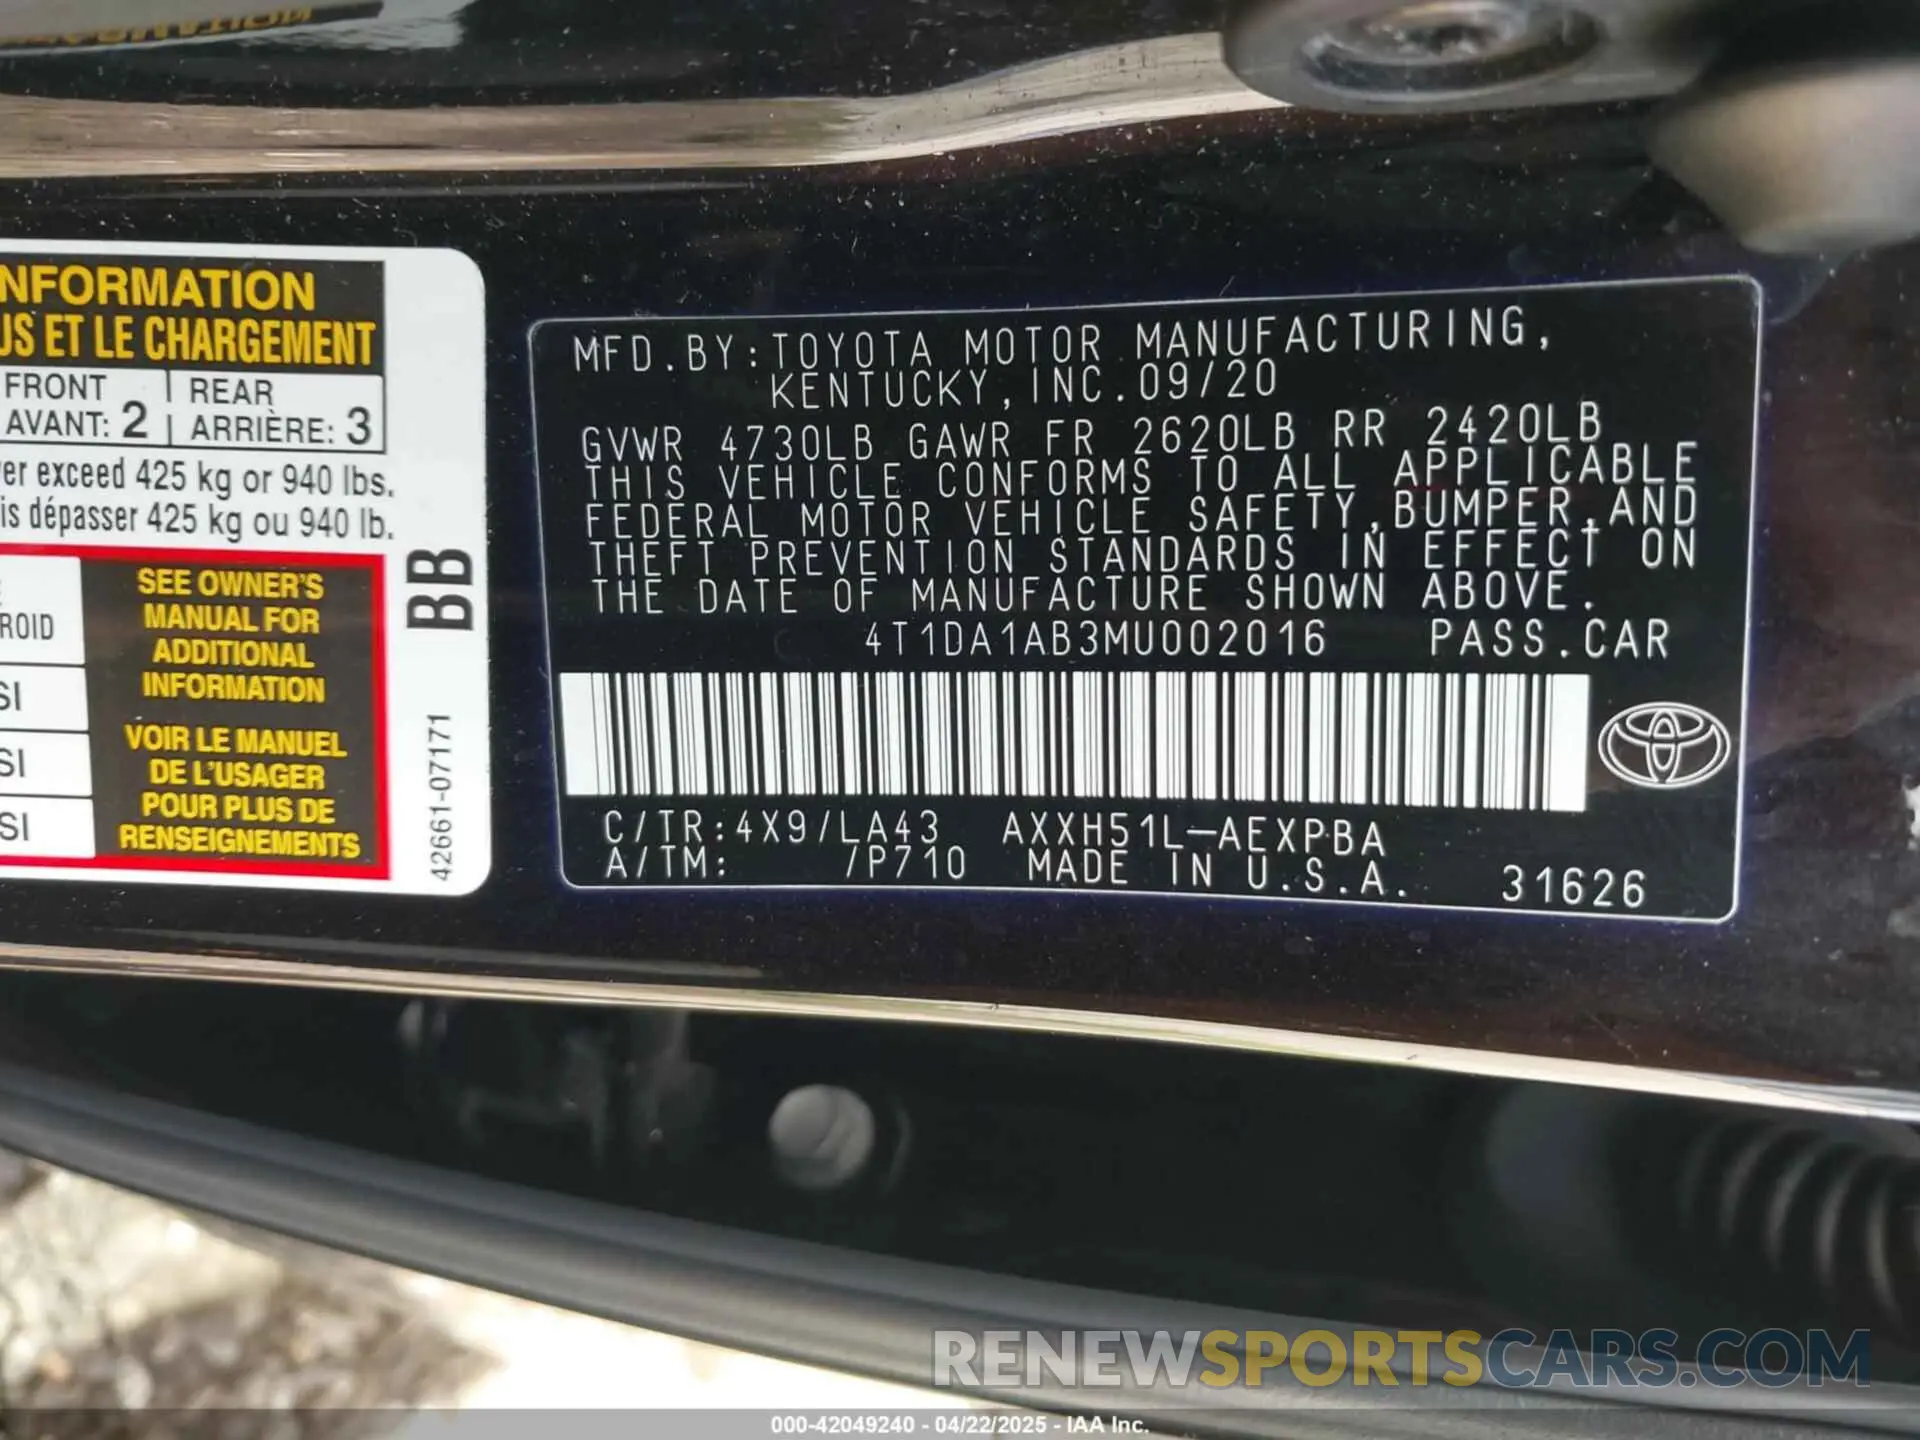 NFORMATION
US ET LE CHARGEMENT
FRONT REAR
AVANT: 2 ARRIÈRE: 3
er exceed 425 kg or 940 lbs.
is dépasser 425 kg ou 940 lb.
ROID
SI
SI
SI
SEE OWNER'S
MANUAL FOR
ADDITIONAL
INFORMATION
VOIR LE MANUEL
DE L'USAGER
POUR PLUS DE
RENSEIGNEMENTS
BB
42661-07171
MFD.BY:TOYOTA MOTOR MANUFACTURING,
KENTUCKY,INC.09/20
GVWR 4730LB GAWR FR 2620LB RR 2420LB
THIS VEHICLE CONFORMS TO ALL APPLICABLE
FEDERAL MOTOR VEHICLE SAFETY,BUMPER,AND
THEFT PREVENTION STANDARDS IN EFFECT ON
THE DATE OF MANUFACTURE SHOWN ABOVE.
4T1DA1AB3MU002016 PASS.CAR
C/TR:4X9/LA43 AXXH51L-AEXPBA
A/TM: /P710 MADE IN U.S.A. 31626
RENEWSPORTSCARS.COM
000-42049240 - 04/22/2025 - IAA Inc.